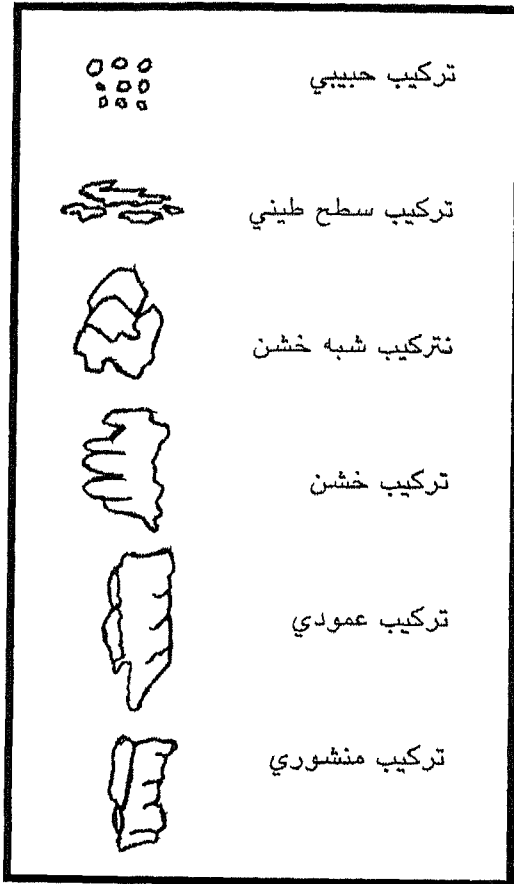 تركيب حبيبي
تركيب سطح طيني
نتركيب شبه خشن
تركيب خشن
تركيب عمودي
تركيب منشوري